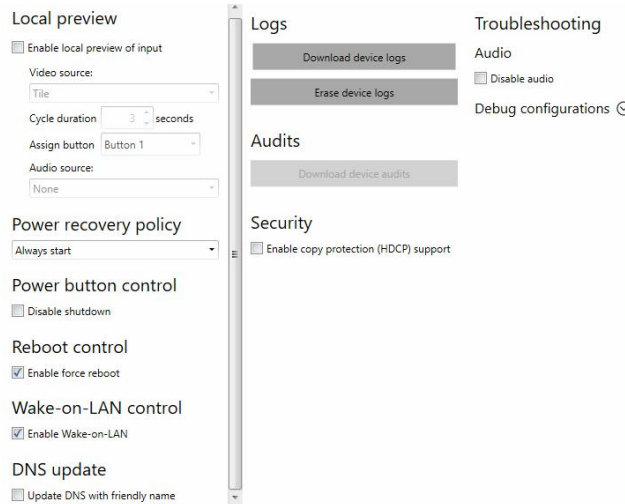 Local preview
Enable local preview of input
Video source:
Tile
Cycle duration 3 seconds
Assign button Button 1
Audio source:
None
Power recovery policy
Always start
Power button control
Disable shutdown
Reboot control
Enable force reboot
Wake-on-LAN control
Enable Wake-on-LAN
DNS update
Update DNS with friendly name
Logs
Download device logs
Erase device logs
Audits
Download device audits
Security
Enable copy protection (HDCP) support
Troubleshooting
Audio
Disable audio
Debug configurations